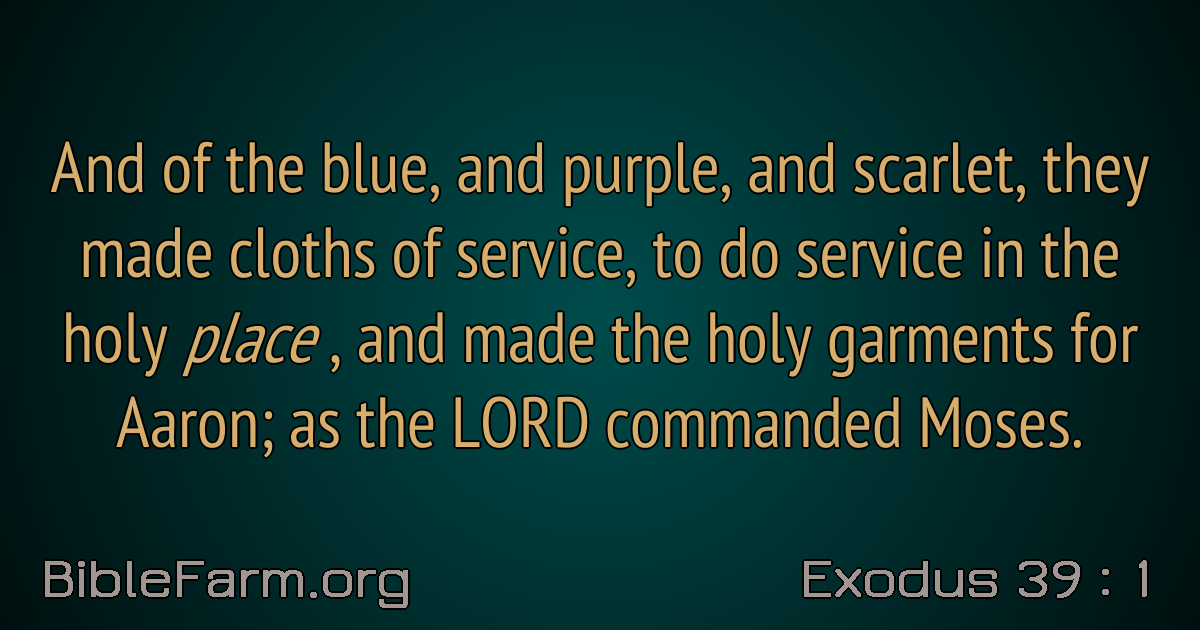 And of the blue, and purple, and scarlet, they
made cloths of service, to do service in the
holy place , and made the holy garments for
Aaron; as the LORD commanded Moses.
BibleFarm.org
Exodus 39 : 1